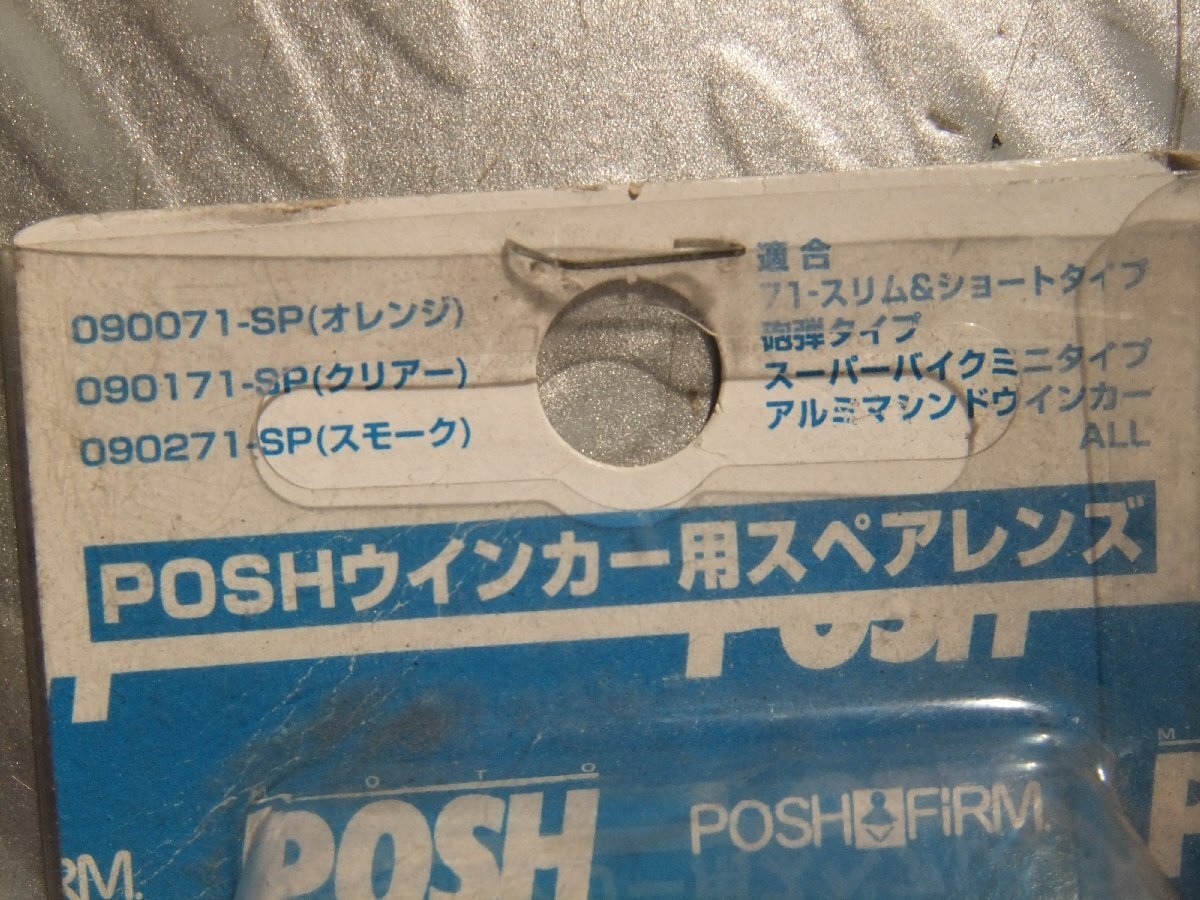 090071-SP(オレンジ)
090171-SP(クリアー)
090271-SP(スモーク)
適合
71-スリム&ショートタイプ
砲弾タイプ
スーパーバイクミニタイプ
アルミマシンドウインカー
ALL
POSHウインカー用スペアレンズ
POSH
MOTO
POSH
POSH FiRM.
RM.